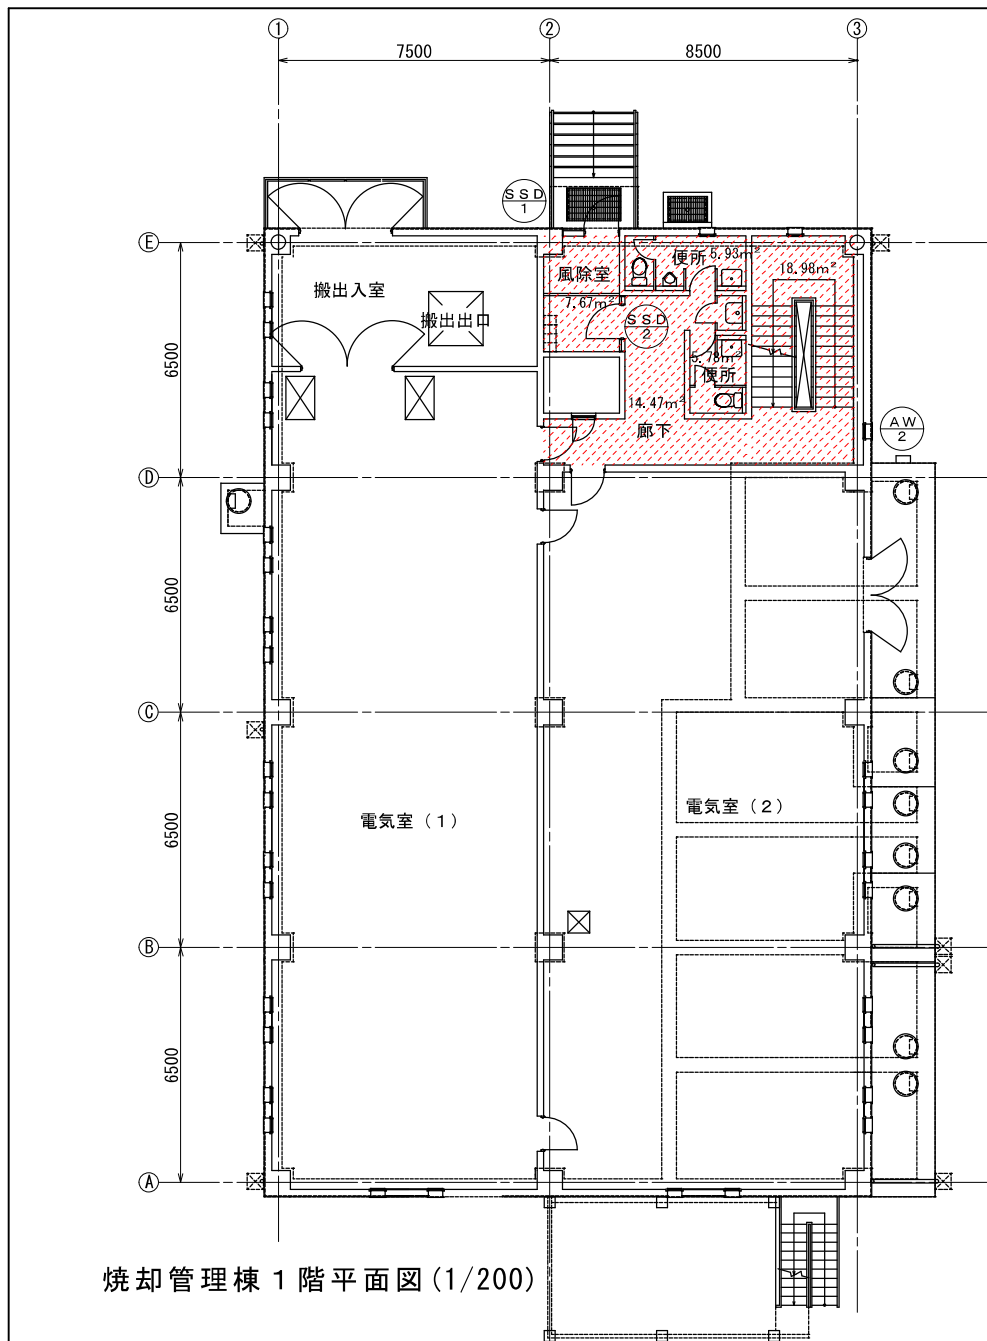 1
2
3
7500
8500
SSD
1
E
便所
5.93m²
風除室
18.98m²
搬出入室
7.67m²
搬出出口
SSD
2
6500
5.78m²
便所
14.47m²
廊下
AW
2
D
6500
C
電気室（2）
電気室（1）
6500
B
6500
A
焼却管理棟1階平面図(1/200)